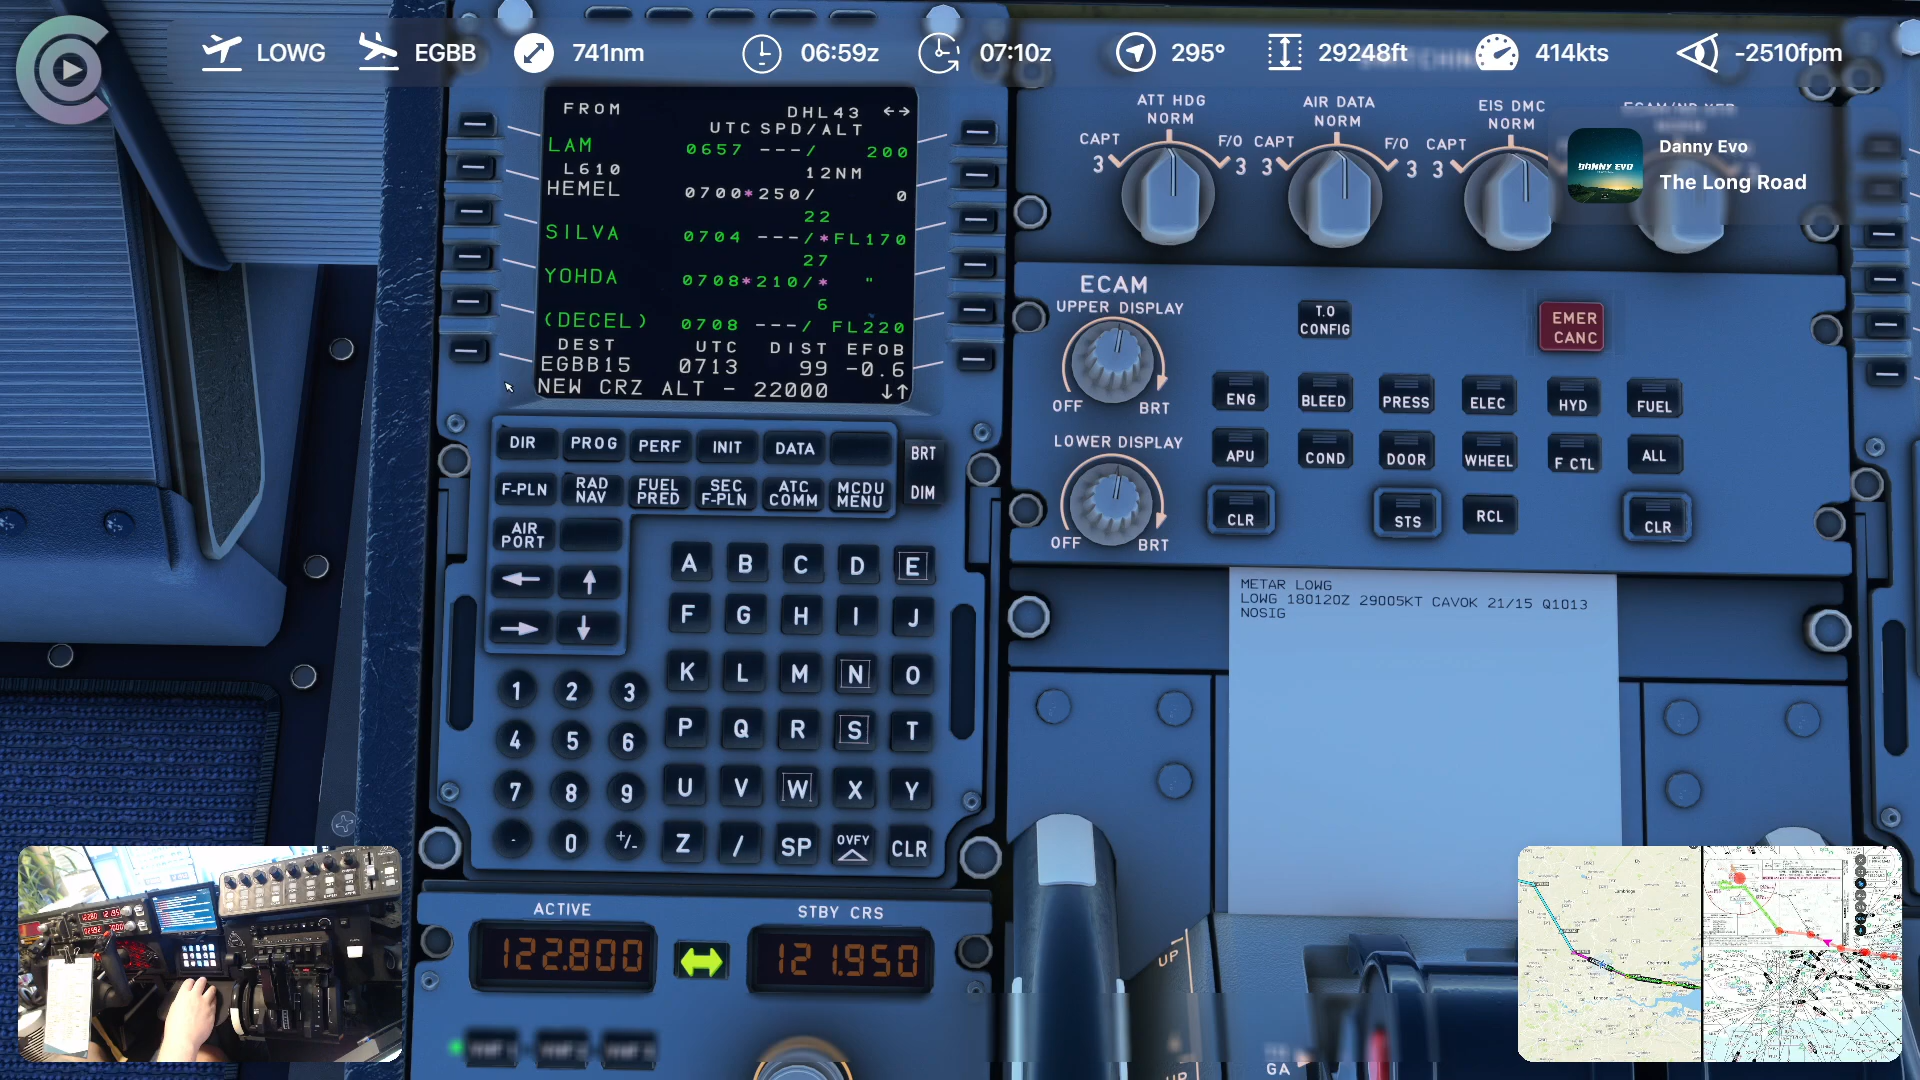 LOWG
EGBB
741nm
06:59z
07:10z
295°
29248ft
414kts
-2510fpm
FROM DHL43 ←→
UTC SPD/ALT
LAM 0657 ---/ 200
L610 12NM
HEMEL 0700*250/ 0
22
SILVA 0704 ---/*FL170
27
YOHDA 0708*210/* "
6
(DECEL) 0708 ---/ FL220
DEST UTC DIST EFOB
EGBB15 0713 99 -0.6
NEW CRZ ALT - 22000 ↓↑
DIR PROG PERF INIT DATA
BRT
DIM
F-PLN RAD NAV FUEL PRED SEC F-PLN ATC COMM MCDU MENU
AIR PORT
← ↑
→ ↓
A B C D E
F G H I J
K L M N O
P Q R S T
U V W X Y
Z / SP OVFY CLR
1 2 3
4 5 6
7 8 9
. 0 +/-
ACTIVE
STBY CRS
122.800
121.950
ATT HDG
NORM
CAPT 3
F/O 3
AIR DATA
NORM
CAPT 3
F/O 3
EIS DMC
NORM
CAPT 3
Danny Evo
The Long Road
DANNY EVO
ECAM
UPPER DISPLAY
OFF
BRT
LOWER DISPLAY
OFF
BRT
T.O
CONFIG
EMER
CANC
ENG BLEED PRESS ELEC HYD FUEL
APU COND DOOR WHEEL F CTL ALL
CLR STS RCL CLR
METAR LOWG
LOWG 180120Z 29005KT CAVOK 21/15 Q1013
NOSIG
UP
GA
UP